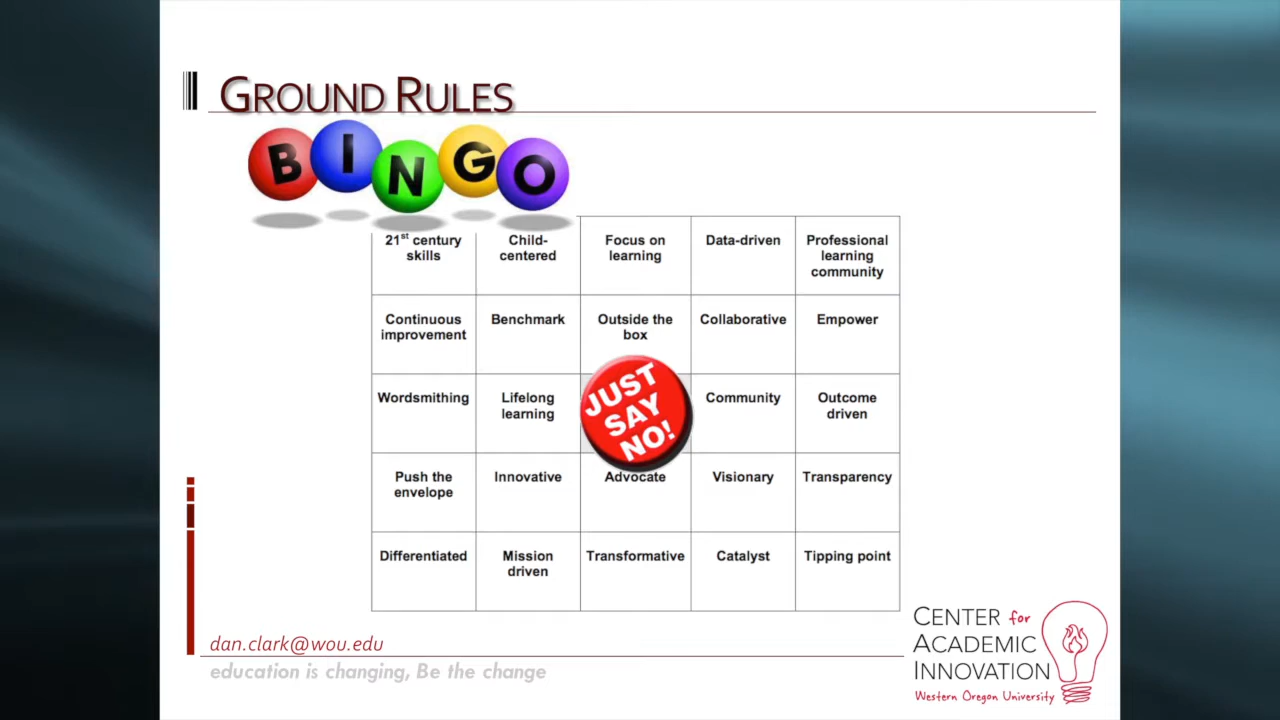 GROUND RULES
BINGO
21st century
skills
Child-
centered
Focus on
learning
Data-driven
Professional
learning
community
Continuous
improvement
Benchmark
Outside the
box
Collaborative
Empower
Wordsmithing
Lifelong
learning
JUST
SAY
NO!
Community
Outcome
driven
Push the
envelope
Innovative
Advocate
Visionary
Transparency
Differentiated
Mission
driven
Transformative
Catalyst
Tipping point
dan.clark@wou.edu
education is changing, Be the change
CENTER for
ACADEMIC
INNOVATION
Western Oregon University